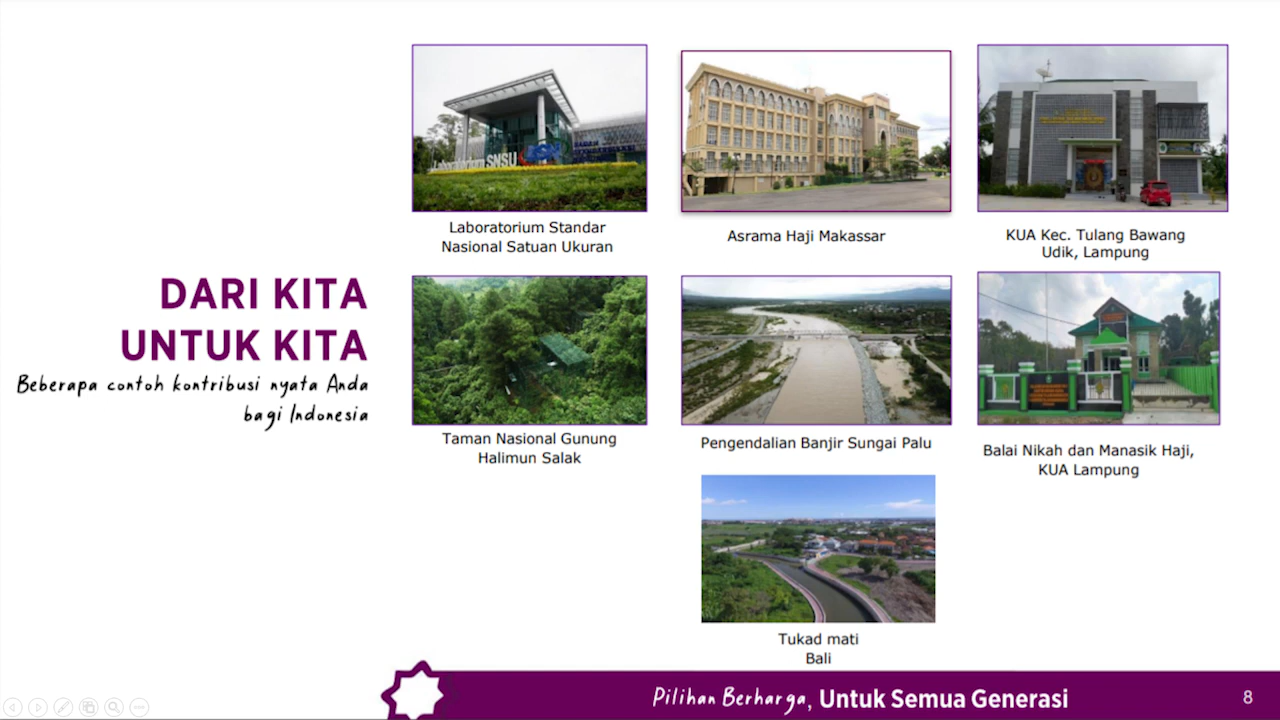 DARI KITA
UNTUK KITA
Beberapa contoh kontribusi nyata Anda
bagi Indonesia
Laboratorium SNSU
Laboratorium Standar
Nasional Satuan Ukuran
Asrama Haji Makassar
KUA Kec. Tulang Bawang
Udik, Lampung
Taman Nasional Gunung
Halimun Salak
Pengendalian Banjir Sungai Palu
Balai Nikah dan Manasik Haji,
KUA Lampung
Tukad mati
Bali
Pilihan Berharga, Untuk Semua Generasi
8